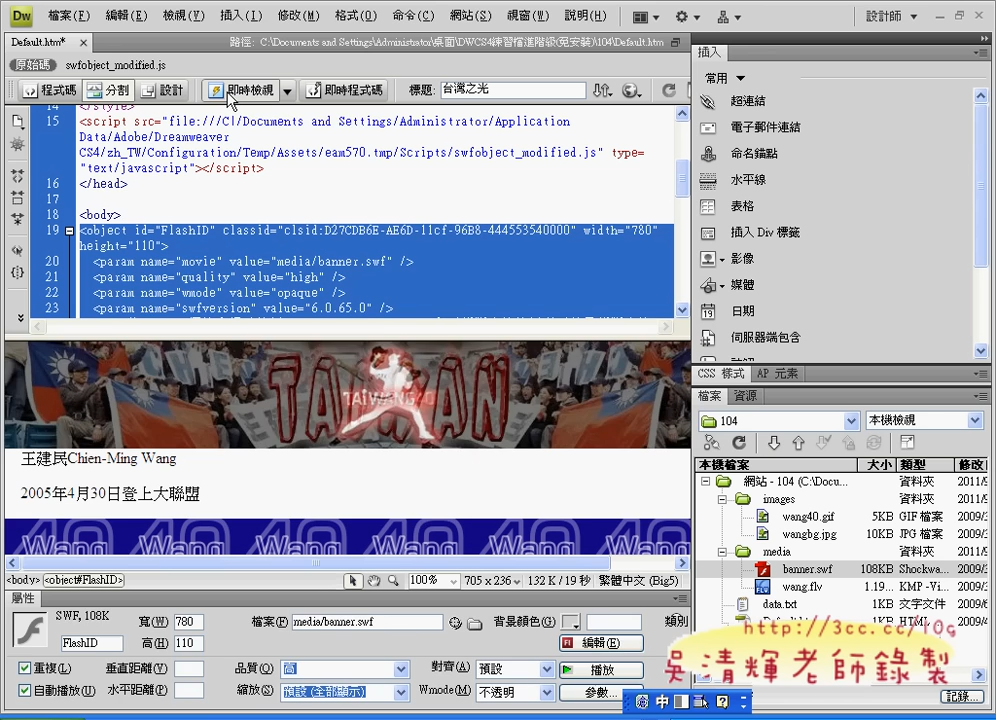 Dw 檔案(F) 編輯(E) 檢視(V) 插入(I) 修改(M) 格式(O) 命令(C) 網站(S) 視窗(W) 說明(H) 設計師
Default.htm* 路徑: C:\Documents and Settings\Administrator\桌面\DWCS4練習檔進階級(免安裝)\104\Default.htm
原始碼 swfobject_modified.js
程式碼 分割 設計 即時檢視 即時程式碼 標題: 台灣之光
14 </style>
15 <script src="file:///C|/Documents and Settings/Administrator/Application
Data/Adobe/Dreamweaver
CS4/zh_TW/Configuration/Temp/Assets/eam570.tmp/Scripts/swfobject_modified.js" type=
"text/javascript"></script>
16 </head>
17
18 <body>
19 <object id="FlashID" classid="clsid:D27CDB6E-AE6D-11cf-96B8-444553540000" width="780"
height="110">
20 <param name="movie" value="media/banner.swf" />
21 <param name="quality" value="high" />
22 <param name="wmode" value="opaque" />
23 <param name="swfversion" value="6.0.65.0" />
TAIWAN
王建民Chien-Ming Wang
2005年4月30日登上大聯盟
40 40 40 40 40
Wang Wang Wang Wang Wang
<body> <object#FlashID> 100% 705 x 236 132 K / 19 秒 繁體中文 (Big5)
屬性
SWF, 108K 寬(W) 780 檔案(F) media/banner.swf 背景顏色(G) 類別
FlashID 高(H) 110 編輯(E)
重複(L) 垂直距離(V) 品質(Q) 高 對齊(A) 預設 播放
自動播放(U) 水平距離(P) 縮放(S) 預設 (全部顯示) Wmode(M) 不透明 參數...
插入
常用
超連結
電子郵件連結
命名錨點
水平線
表格
插入 Div 標籤
影像
媒體
日期
伺服器端包含
CSS 樣式 AP 元素
檔案 資源
104 本機檢視
本機檔案 大小 類型 修改
網站 - 104 (C:\Docu... 資料夾 2011/
images 資料夾 2011/
wang40.gif 5KB GIF 檔案 2009/
wangbg.jpg 10KB JPG 檔案 2009/
media 資料夾 2011/
banner.swf 108KB Shockwa... 2009/
wang.flv 1.19... KMP -Vi... 2009/
data.txt 1KB 文字文件 2009/
http://3cc.cc/10g
吳清輝老師錄製
記錄...
中